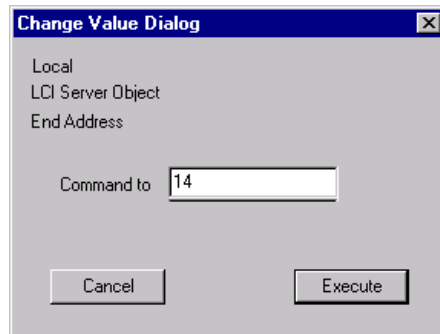 Change Value Dialog
Local
LCI Server Object
End Address
Command to 14
Cancel Execute